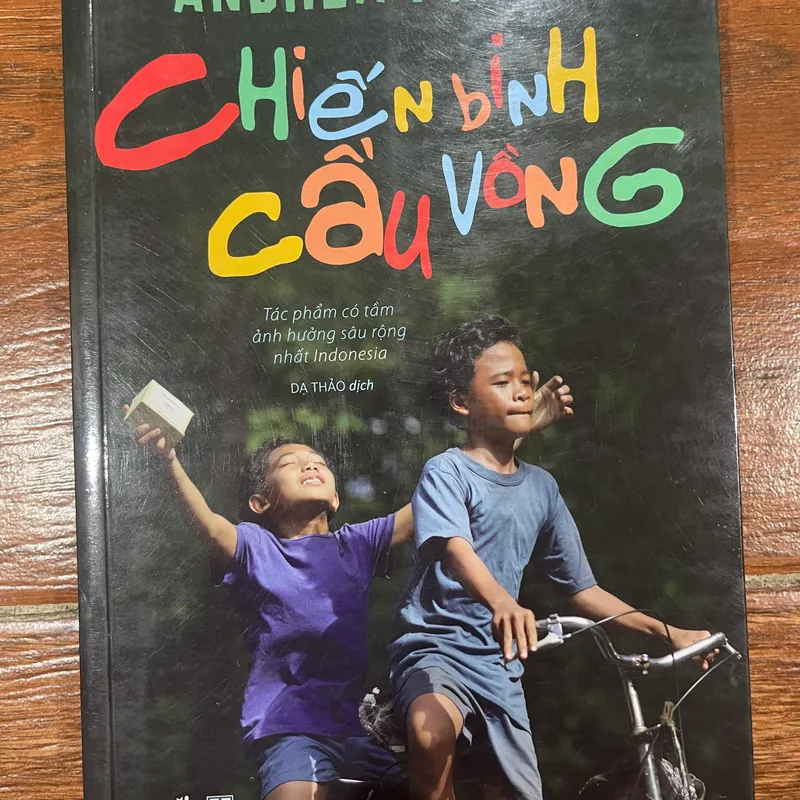 CHIẾN BINH
CẦU VỒNG
Tác phẩm có tầm
ảnh hưởng sâu rộng
nhất Indonesia
DẠ THẢO dịch